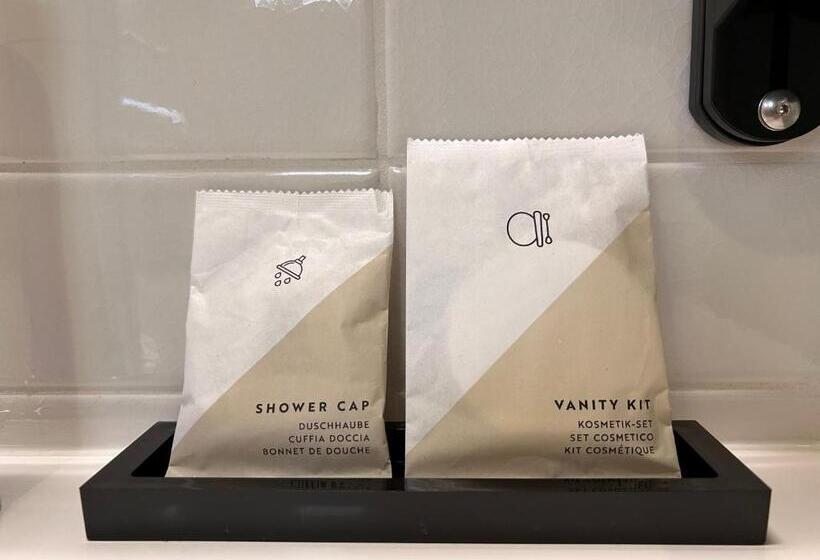 SHOWER CAP
DUSCHHAUBE
CUFFIA DOCCIA
BONNET DE DOUCHE
VANITY KIT
KOSMETIK-SET
SET COSMETICO
KIT COSMÉTIQUE